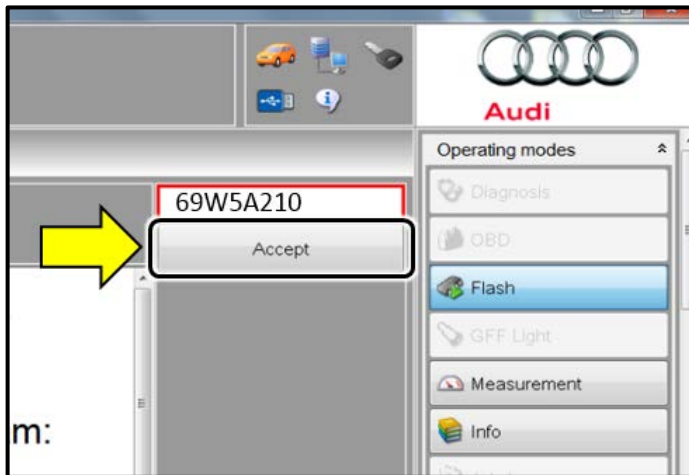 Audi
Operating modes
Diagnosis
69W5A210
OBD
Accept
Flash
GFF Light
Measurement
m:
Info